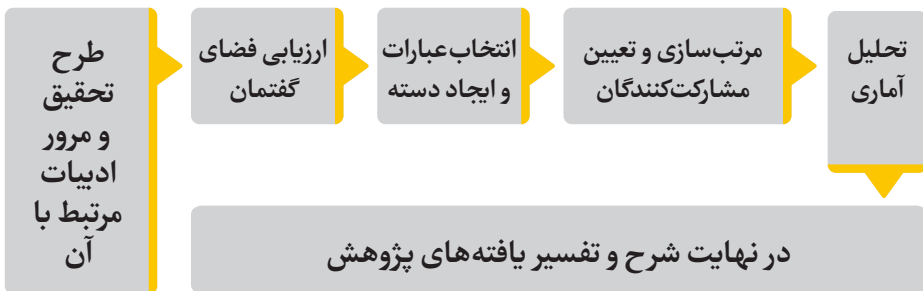 طرح
تحقیق
و مرور
ادبیات
مرتبط با
آن
ارزیابی فضای
گفتمان
انتخاب عبارات
و ایجاد دسته
مرتب‌سازی و تعیین
مشارکت‌کنندگان
تحلیل
آماری
در نهایت شرح و تفسیر یافته‌های پژوهش